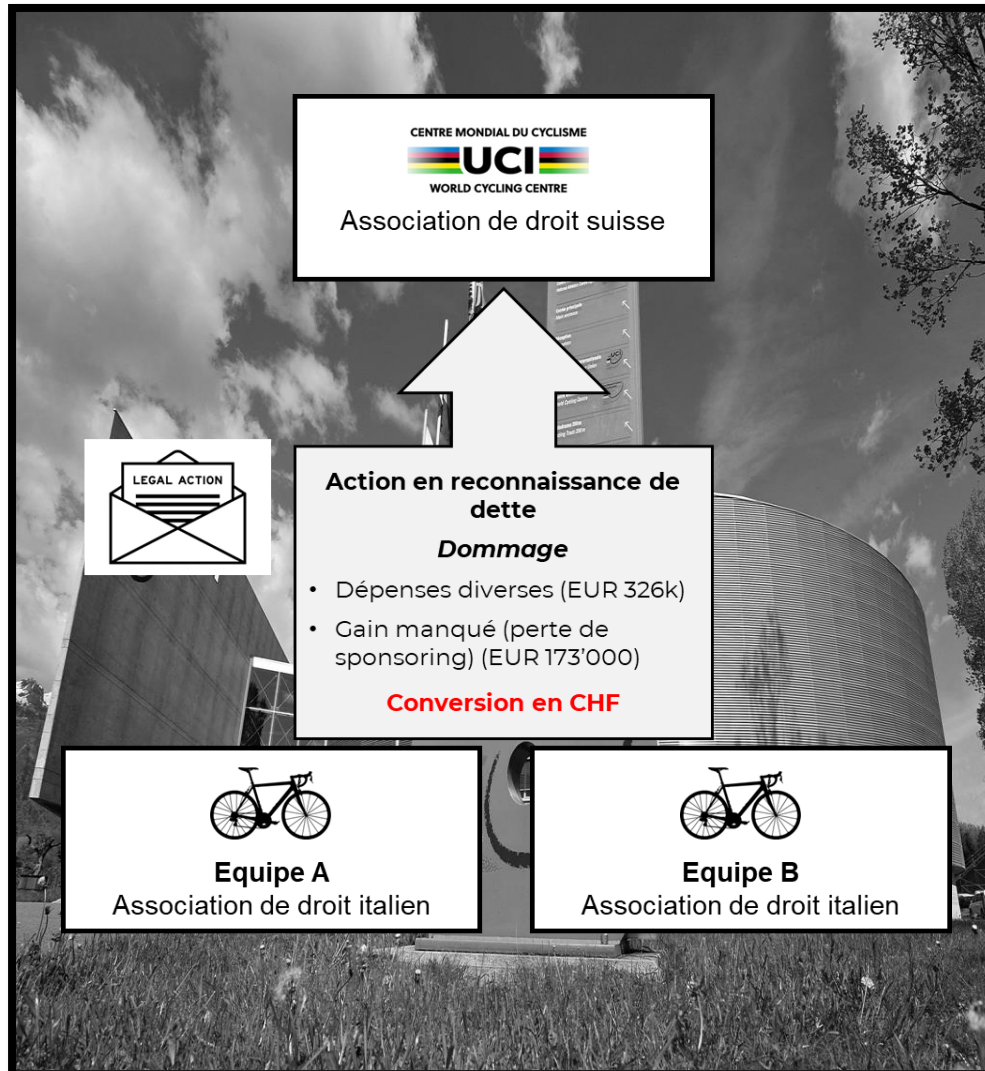 CENTRE MONDIAL DU CYCLISME
UCI
WORLD CYCLING CENTRE
Association de droit suisse
LEGAL ACTION
Action en reconnaissance de
dette
Dommage
• Dépenses diverses (EUR 326k)
• Gain manqué (perte de
sponsoring) (EUR 173’000)
Conversion en CHF
Equipe A
Association de droit italien
Equipe B
Association de droit italien